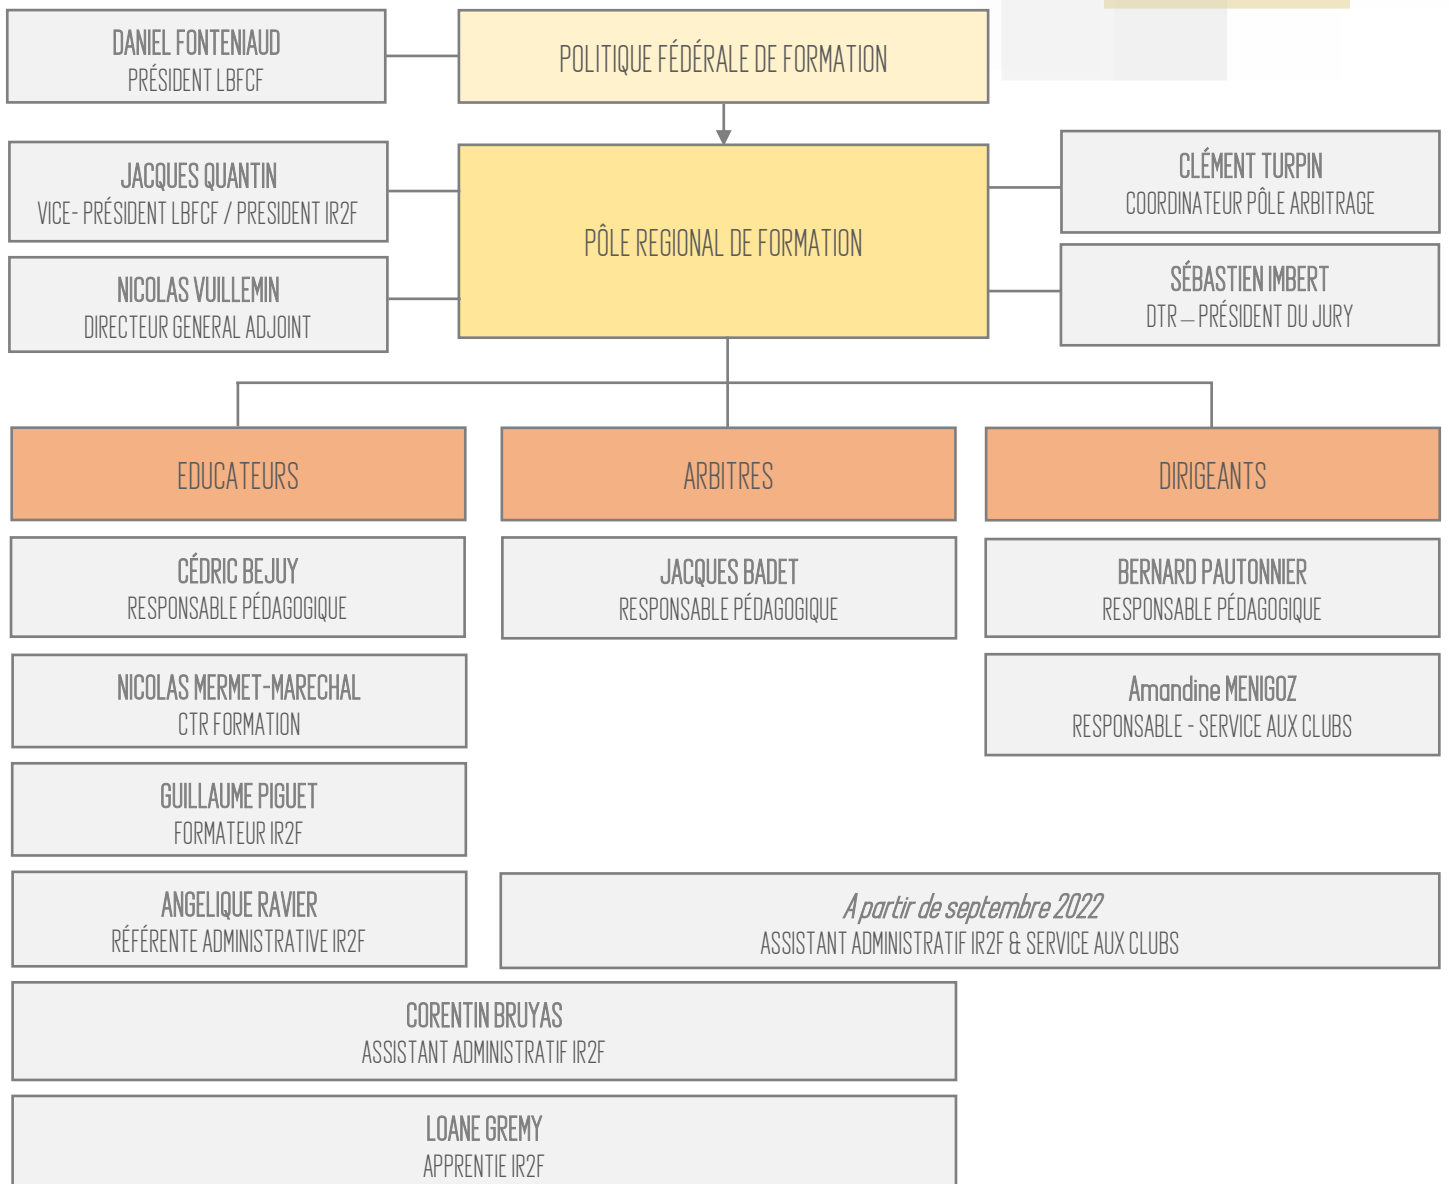 DANIEL FONTENIAUD
PRÉSIDENT LBFCF
POLITIQUE FÉDÉRALE DE FORMATION
JACQUES QUANTIN
VICE- PRÉSIDENT LBFCF / PRESIDENT IR2F
NICOLAS VUILLEMIN
DIRECTEUR GENERAL ADJOINT
PÔLE REGIONAL DE FORMATION
CLÉMENT TURPIN
COORDINATEUR PÔLE ARBITRAGE
SÉBASTIEN IMBERT
DTR – PRÉSIDENT DU JURY
EDUCATEURS
ARBITRES
DIRIGEANTS
CÉDRIC BEJUY
RESPONSABLE PÉDAGOGIQUE
JACQUES BADET
RESPONSABLE PÉDAGOGIQUE
BERNARD PAUTONNIER
RESPONSABLE PÉDAGOGIQUE
NICOLAS MERMET-MARECHAL
CTR FORMATION
Amandine MENIGOZ
RESPONSABLE - SERVICE AUX CLUBS
GUILLAUME PIGUET
FORMATEUR IR2F
ANGELIQUE RAVIER
RÉFÉRENTE ADMINISTRATIVE IR2F
A partir de septembre 2022
ASSISTANT ADMINISTRATIF IR2F & SERVICE AUX CLUBS
CORENTIN BRUYAS
ASSISTANT ADMINISTRATIF IR2F
LOANE GREMY
APPRENTIE IR2F